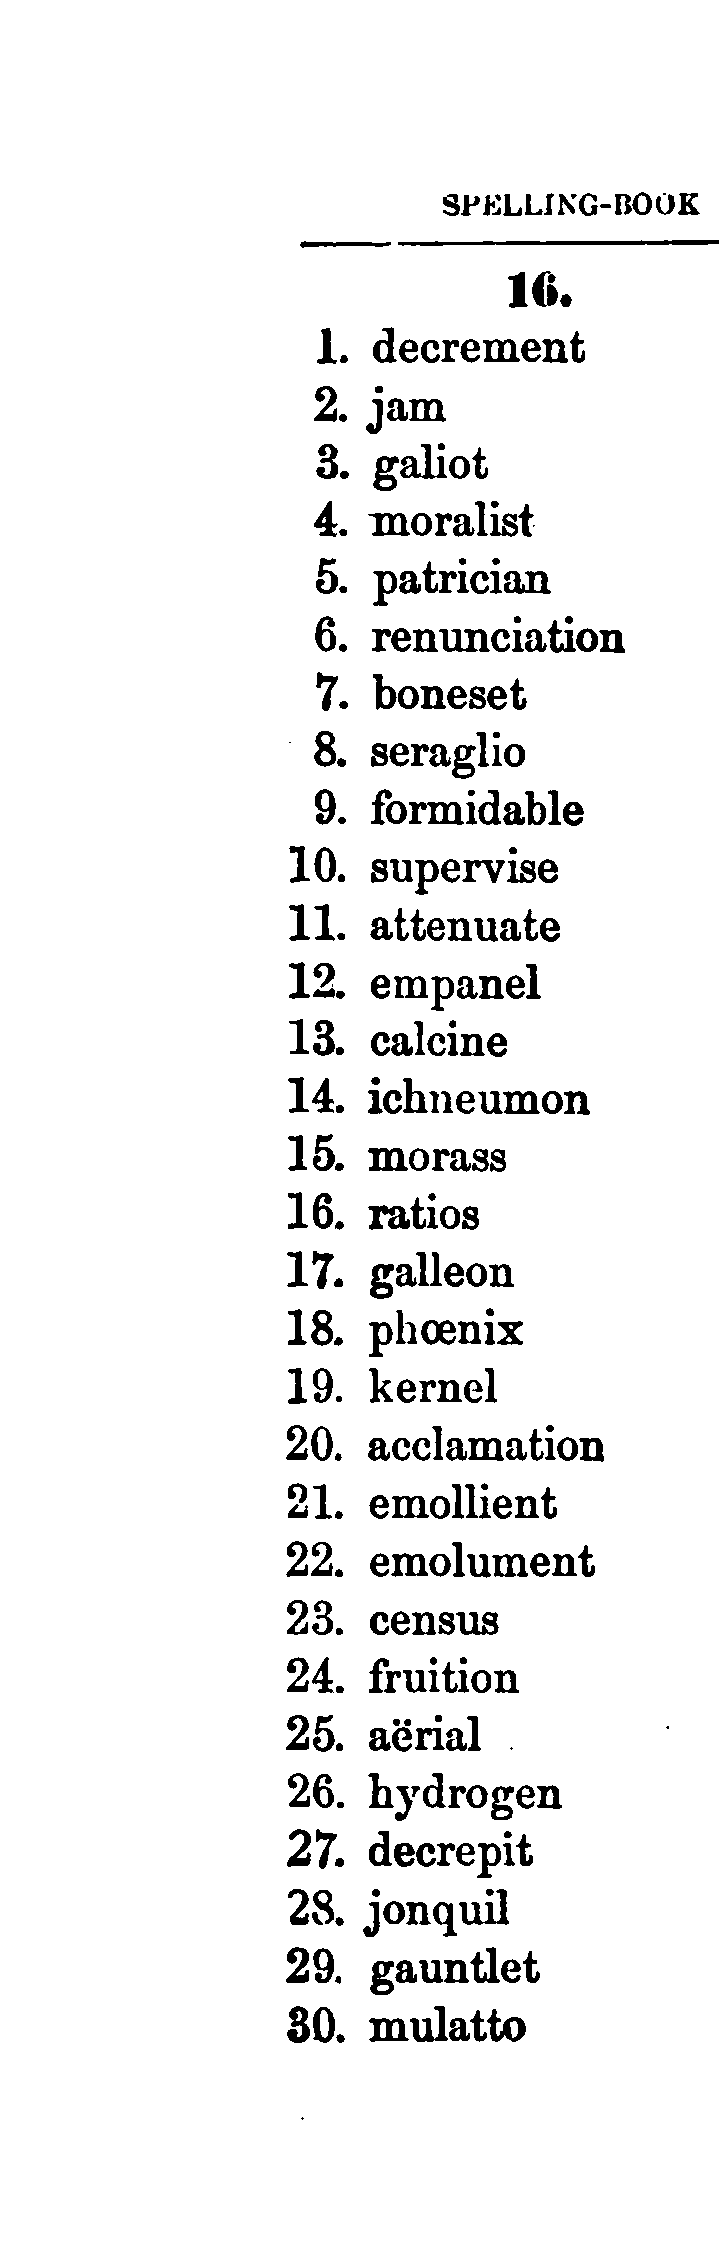 SPELLING-BOOK
16.
1. decrement
2. jam
3. galiot
4. moralist
5. patrician
6. renunciation
7. boneset
8. seraglio
9. formidable
10. supervise
11. attenuate
12. empanel
13. calcine
14. ichneumon
15. morass
16. ratios
17. galleon
18. phœnix
19. kernel
20. acclamation
21. emollient
22. emolument
23. census
24. fruition
25. aërial
26. hydrogen
27. decrepit
28. jonquil
29. gauntlet
30. mulatto